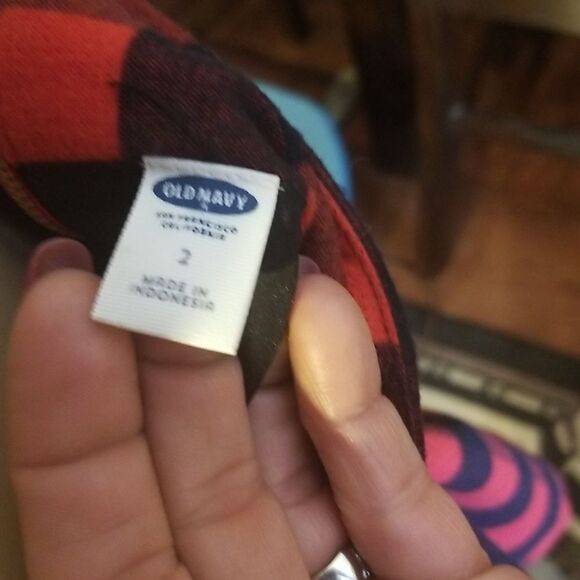 OLD NAVY
SAN FRANCISCO
CALIFORNIA
2
MADE IN
INDONESIA